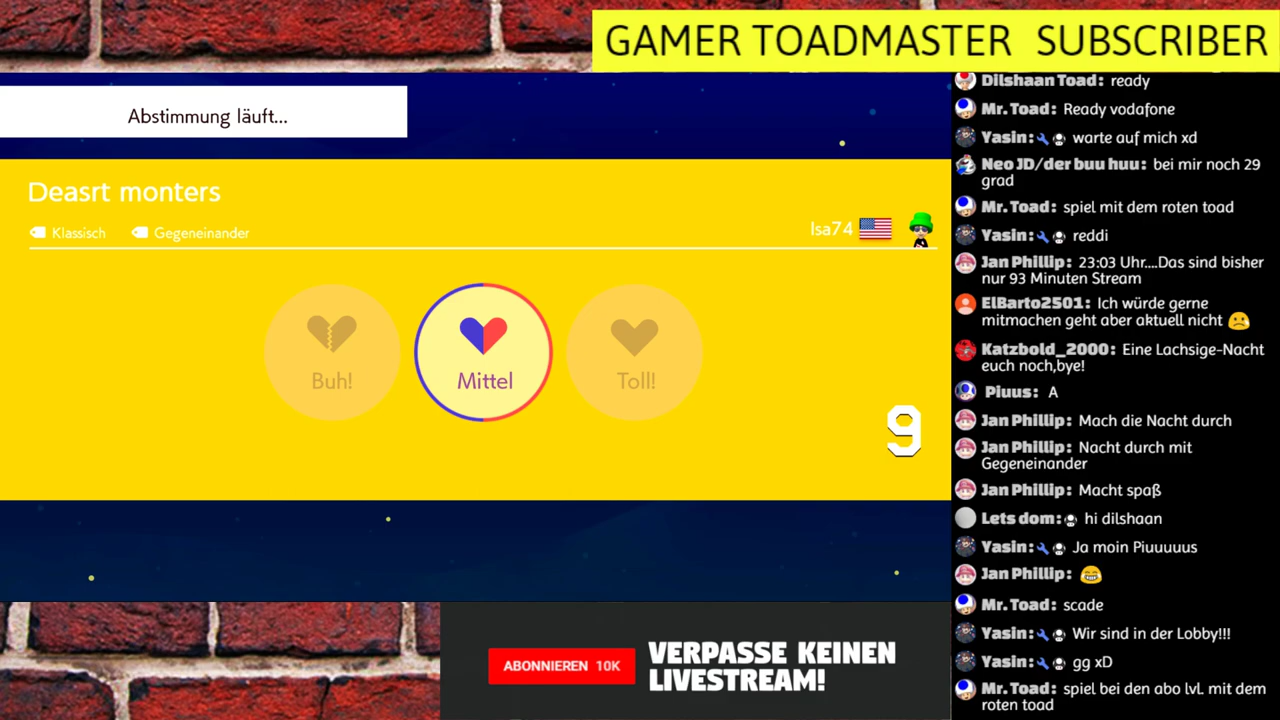 GAMER TOADMASTER SUBSCRIBER
Abstimmung läuft...
Deasrt monters
Klassisch Gegeneinander
Isa74
Buh!
Mittel
Toll!
9
ABONNIEREN 10K
VERPASSE KEINEN
LIVESTREAM!
Dilshaan Toad: ready
Mr. Toad: Ready vodafone
Yasin: warte auf mich xd
Neo JD/der buu huu: bei mir noch 29
grad
Mr. Toad: spiel mit dem roten toad
Yasin: reddi
Jan Phillip: 23:03 Uhr....Das sind bisher
nur 93 Minuten Stream
ElBarto2501: Ich würde gerne
mitmachen geht aber aktuell nicht
Katzbold_2000: Eine Lachsige-Nacht
euch noch,bye!
Piuus: A
Jan Phillip: Mach die Nacht durch
Jan Phillip: Nacht durch mit
Gegeneinander
Jan Phillip: Macht spaß
Lets dom: hi dilshaan
Yasin: Ja moin Piuuuuus
Jan Phillip: 😁
Mr. Toad: scade
Yasin: Wir sind in der Lobby!!!
Yasin: gg xD
Mr. Toad: spiel bei den abo lvl. mit dem
roten toad